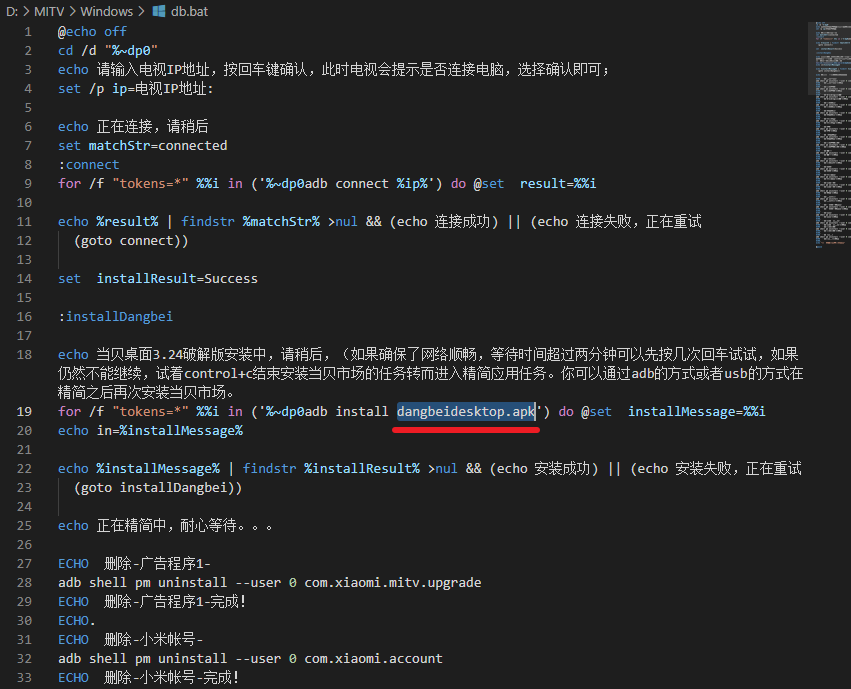 D: > MITV > Windows > db.bat
1 @echo off
2 cd /d "%~dp0"
3 echo 请输入电视IP地址，按回车键确认，此时电视会提示是否连接电脑，选择确认即可；
4 set /p ip=电视IP地址:
5
6 echo 正在连接，请稍后
7 set matchStr=connected
8 :connect
9 for /f "tokens=*" %%i in ('%~dp0adb connect %ip%') do @set  result=%%i
10
11 echo %result% | findstr %matchStr% >nul && (echo 连接成功) || (echo 连接失败，正在重试
12   (goto connect))
13
14 set  installResult=Success
15
16 :installDangbei
17
18 echo 当贝桌面3.24破解版安装中，请稍后，（如果确保了网络顺畅，等待时间超过两分钟可以先按几次回车试试，如果
仍然不能继续，试着control+c结束安装当贝市场的任务转而进入精简应用任务。你可以通过adb的方式或者usb的方式在
精简之后再次安装当贝市场。
19 for /f "tokens=*" %%i in ('%~dp0adb install dangbeidesktop.apk') do @set  installMessage=%%i
20 echo in=%installMessage%
21
22 echo %installMessage% | findstr %installResult% >nul && (echo 安装成功) || (echo 安装失败，正在重试
23   (goto installDangbei))
24
25 echo 正在精简中，耐心等待。。。
26
27 ECHO  删除-广告程序1-
28 adb shell pm uninstall --user 0 com.xiaomi.mitv.upgrade
29 ECHO  删除-广告程序1-完成！
30 ECHO.
31 ECHO  删除-小米帐号-
32 adb shell pm uninstall --user 0 com.xiaomi.account
33 ECHO  删除-小米帐号-完成！